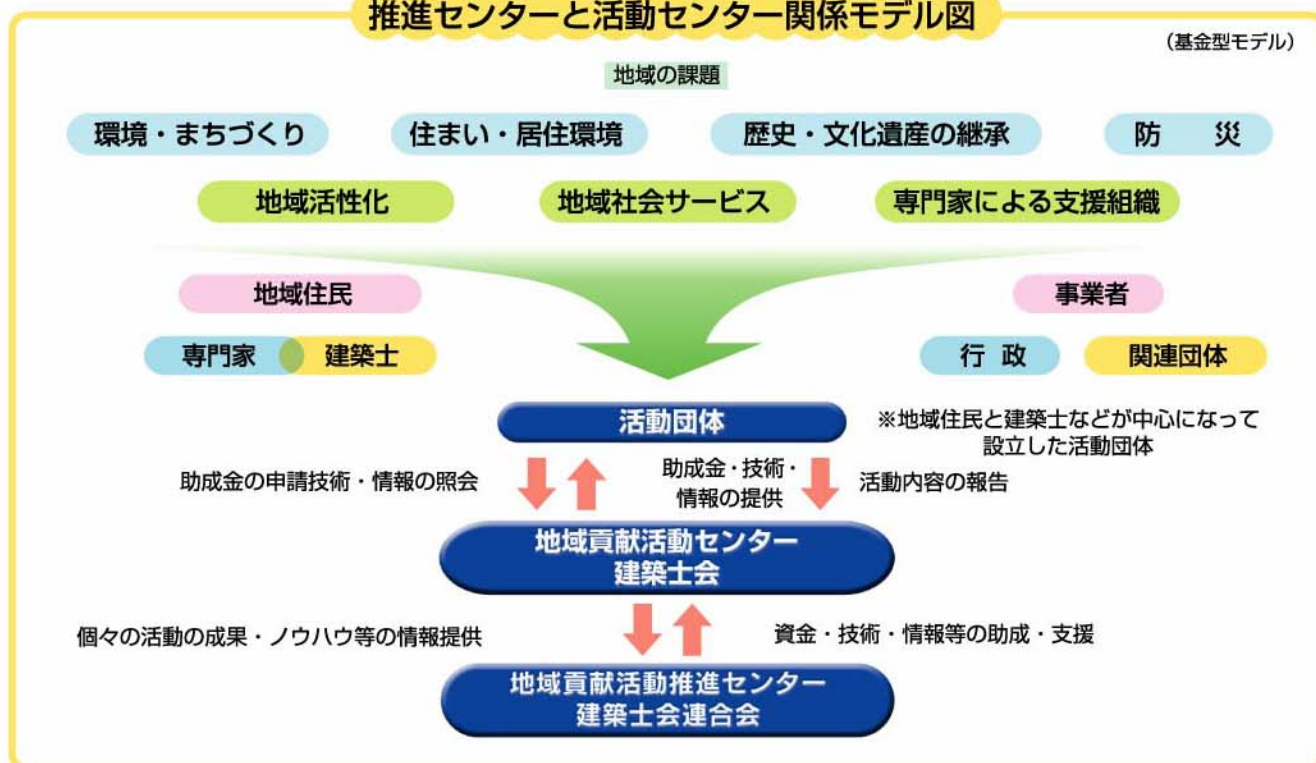 推進センターと活動センター関係モデル図
（基金型モデル）
地域の課題
環境・まちづくり
住まい・居住環境
歴史・文化遺産の継承
防 災
地域活性化
地域社会サービス
専門家による支援組織
地域住民
事業者
専門家
建築士
行 政
関連団体
活動団体
※地域住民と建築士などが中心になって
設立した活動団体
助成金の申請技術・情報の照会
助成金・技術・
情報の提供
活動内容の報告
地域貢献活動センター
建築士会
個々の活動の成果・ノウハウ等の情報提供
資金・技術・情報等の助成・支援
地域貢献活動推進センター
建築士会連合会